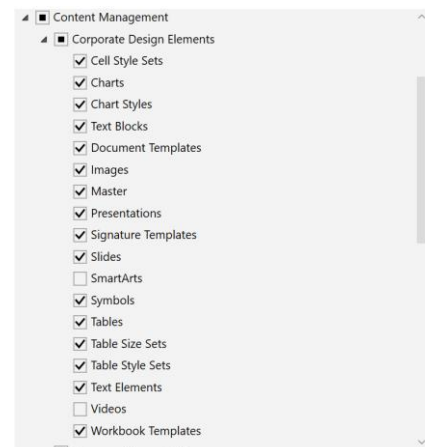 Content Management
Corporate Design Elements
Cell Style Sets
Charts
Chart Styles
Text Blocks
Document Templates
Images
Master
Presentations
Signature Templates
Slides
SmartArts
Symbols
Tables
Table Size Sets
Table Style Sets
Text Elements
Videos
Workbook Templates